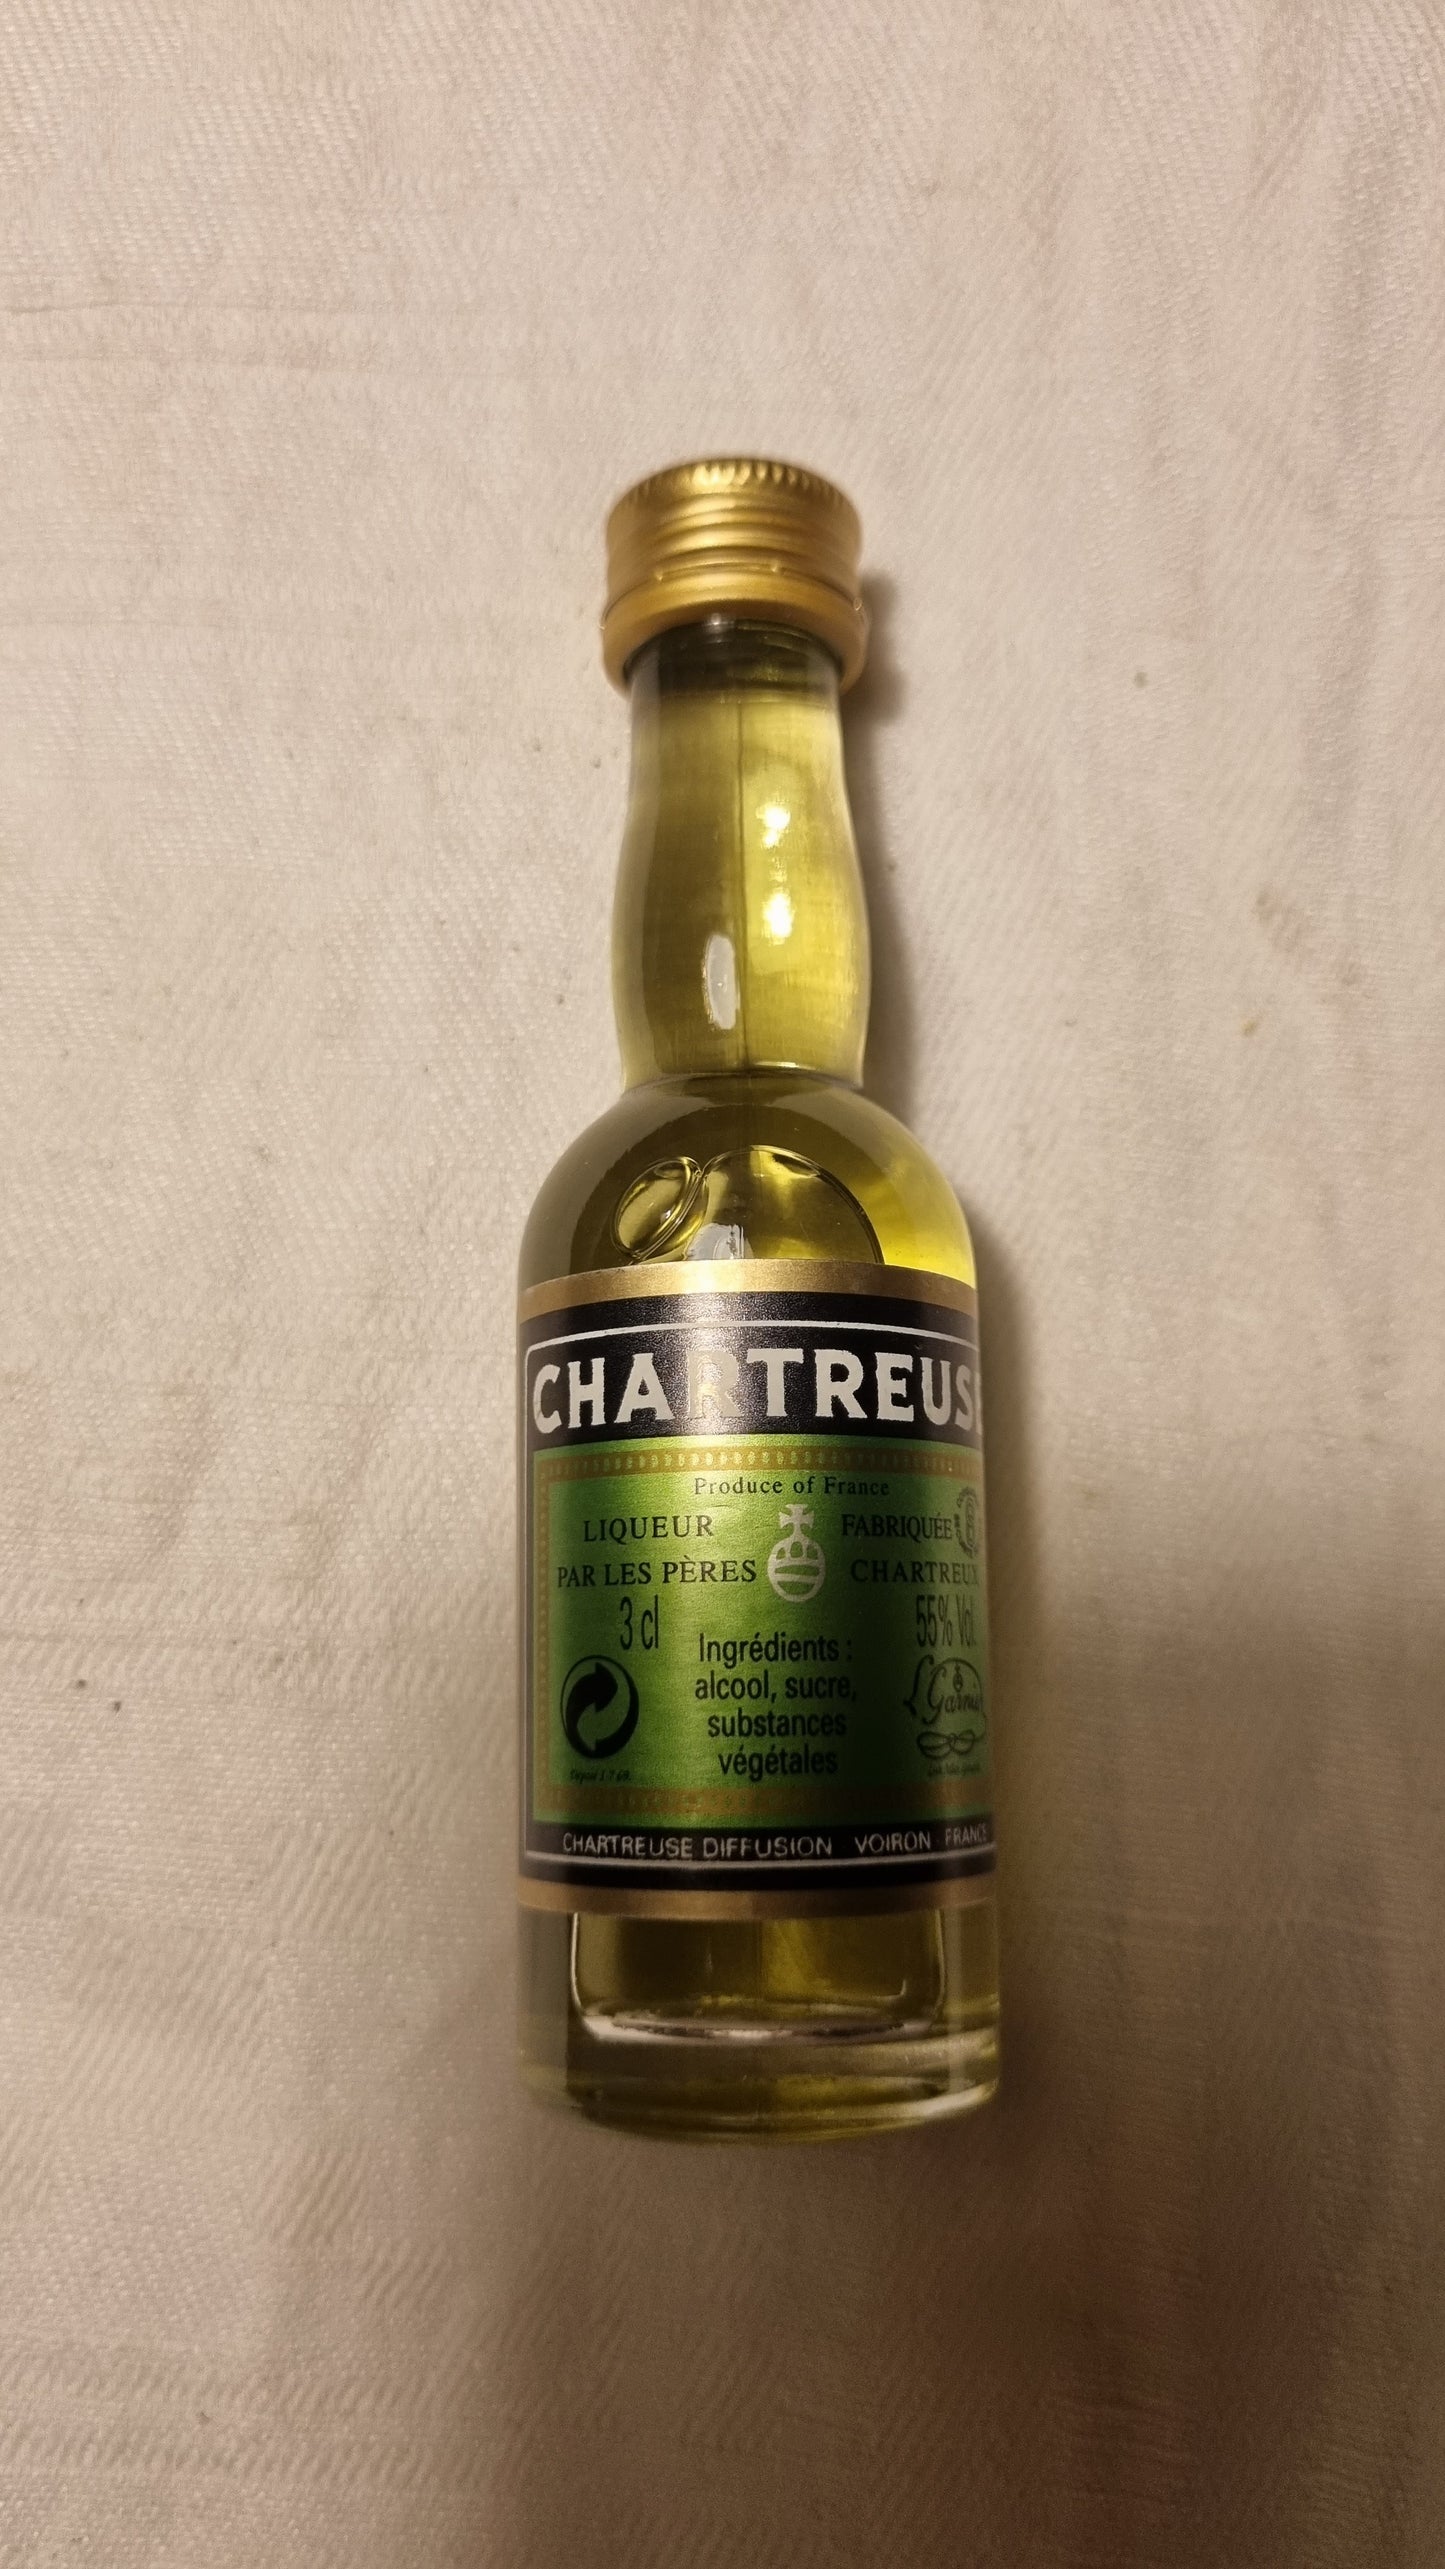 CHARTREUSE
Produce of France
LIQUEUR FABRIQUÉE
PAR LES PÈRES CHARTREUX
3 cl 55% Vol.
Ingrédients :
alcool, sucre,
substances
végétales
CHARTREUSE DIFFUSION VOIRON FRANCE